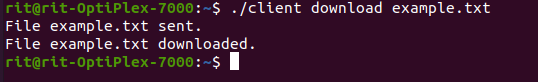 rit@rit-OptiPlex-7000:~$ ./client download example.txt
File example.txt sent.
File example.txt downloaded.
rit@rit-OptiPlex-7000:~$